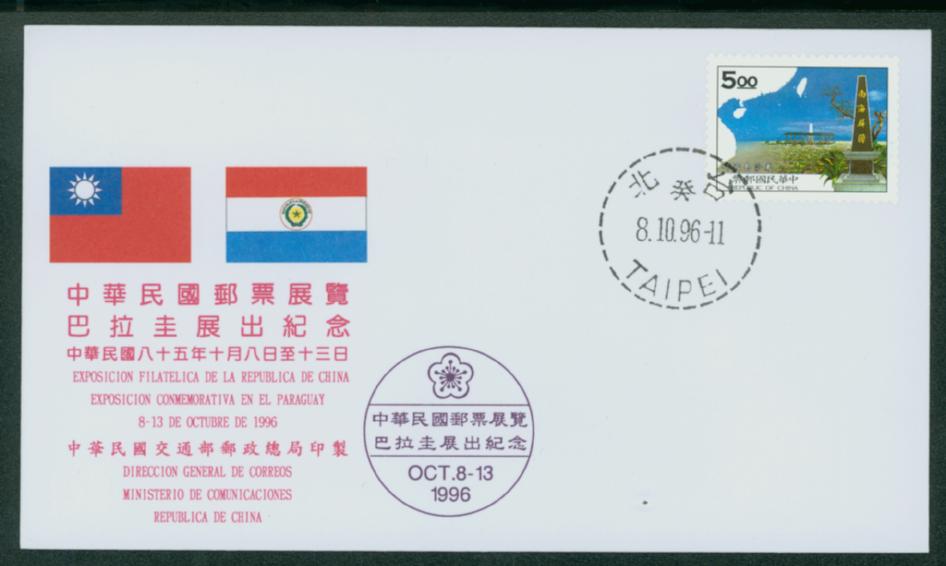 5.00
南海屏藩
票郵國民華中
REPUBLIC OF CHINA
8.10.96-11
TAIPEI
中華民國郵票展覽
巴拉圭展出紀念
中華民國八十五年十月八日至十三日
EXPOSICION FILATELICA DE LA REPUBLICA DE CHINA
EXPOSICION CONMEMORATIVA EN EL PARAGUAY
8-13 DE OCTUBRE DE 1996
中華民國交通部郵政總局印製
DIRECCION GENERAL DE CORREOS
MINISTERIO DE COMUNICACIONES
REPUBLICA DE CHINA
中華民國郵票展覽
巴拉圭展出紀念
OCT.8-13
1996